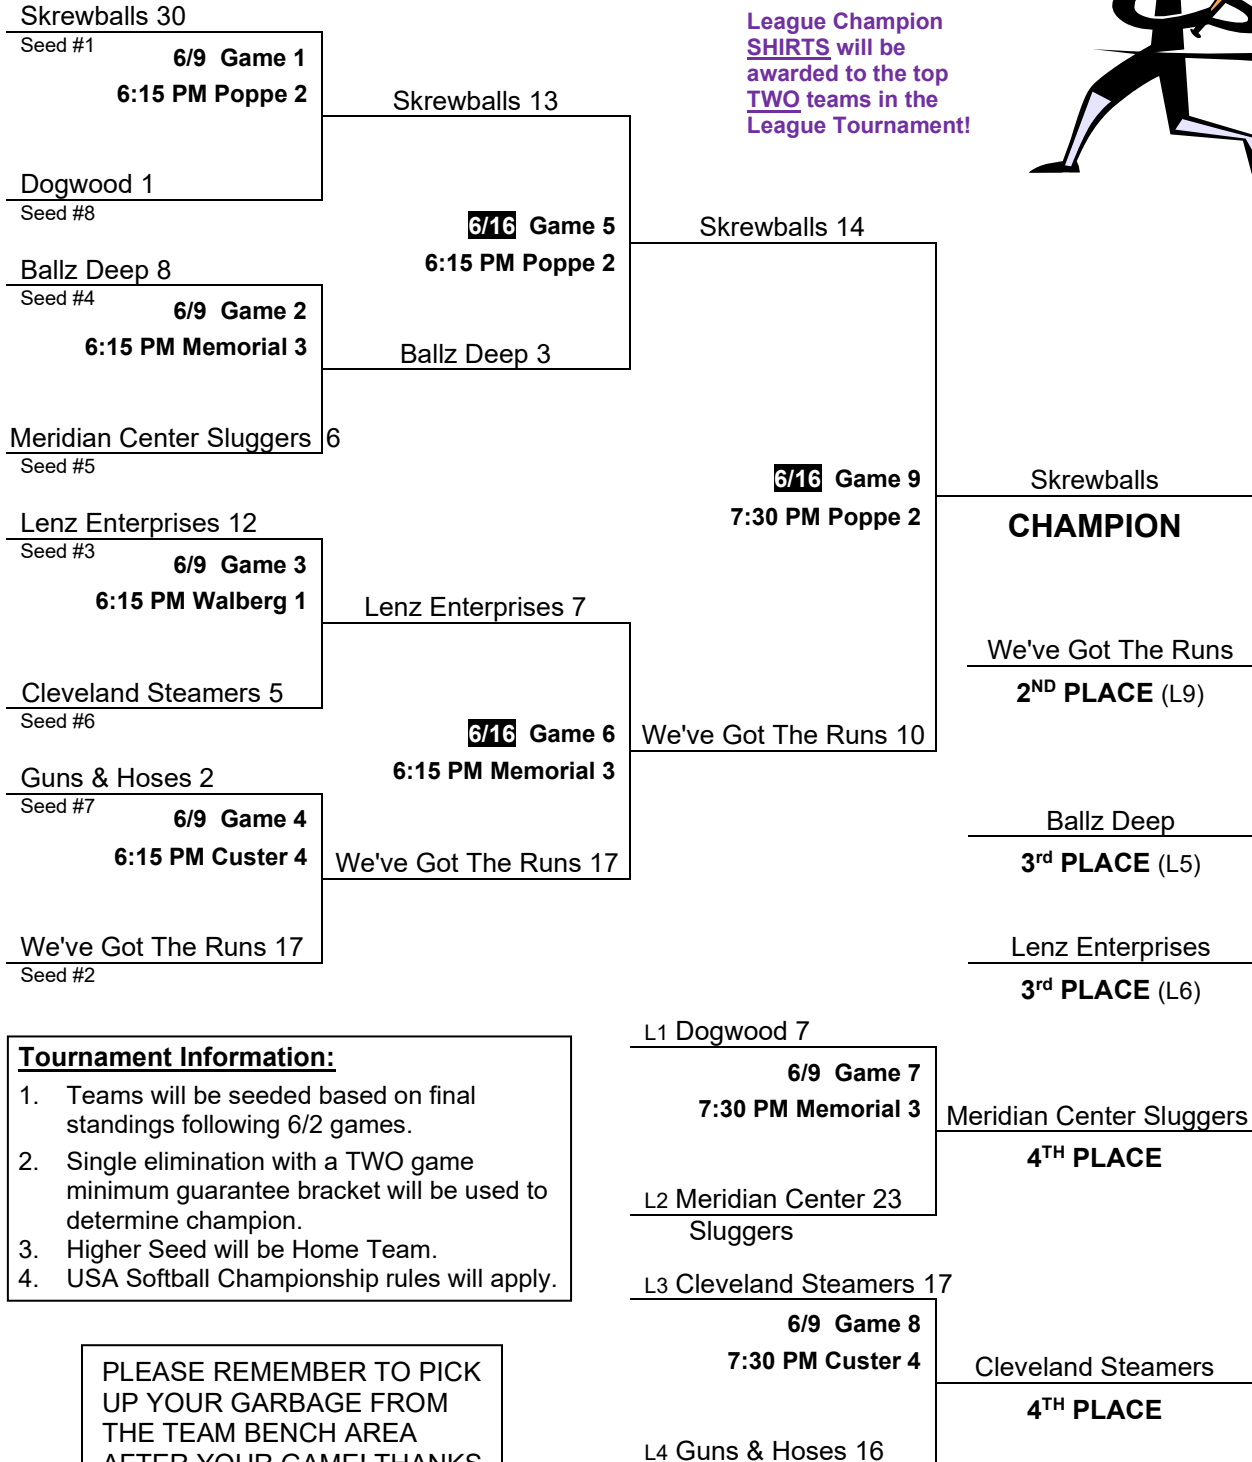 Skrewballs 30
Seed #1
6/9 Game 1
6:15 PM Poppe 2
Skrewballs 13
League Champion
SHIRTS will be
awarded to the top
TWO teams in the
League Tournament!
Dogwood 1
Seed #8
6/16 Game 5
6:15 PM Poppe 2
Skrewballs 14
Ballz Deep 8
Seed #4
6/9 Game 2
6:15 PM Memorial 3
Ballz Deep 3
Meridian Center Sluggers 6
Seed #5
6/16 Game 9
7:30 PM Poppe 2
Skrewballs
CHAMPION
Lenz Enterprises 12
Seed #3
6/9 Game 3
6:15 PM Walberg 1
Lenz Enterprises 7
We've Got The Runs
2ND PLACE (L9)
Cleveland Steamers 5
Seed #6
6/16 Game 6
6:15 PM Memorial 3
We've Got The Runs 10
Guns & Hoses 2
Seed #7
6/9 Game 4
6:15 PM Custer 4
We've Got The Runs 17
Ballz Deep
3rd PLACE (L5)
We've Got The Runs 17
Seed #2
Lenz Enterprises
3rd PLACE (L6)
Tournament Information:
1. Teams will be seeded based on final
standings following 6/2 games.
2. Single elimination with a TWO game
minimum guarantee bracket will be used to
determine champion.
3. Higher Seed will be Home Team.
4. USA Softball Championship rules will apply.
L1 Dogwood 7
6/9 Game 7
7:30 PM Memorial 3
Meridian Center Sluggers
4TH PLACE
L2 Meridian Center 23
Sluggers
L3 Cleveland Steamers 17
6/9 Game 8
7:30 PM Custer 4
Cleveland Steamers
4TH PLACE
L4 Guns & Hoses 16
PLEASE REMEMBER TO PICK
UP YOUR GARBAGE FROM
THE TEAM BENCH AREA
AFTER YOUR GAME! THANKS